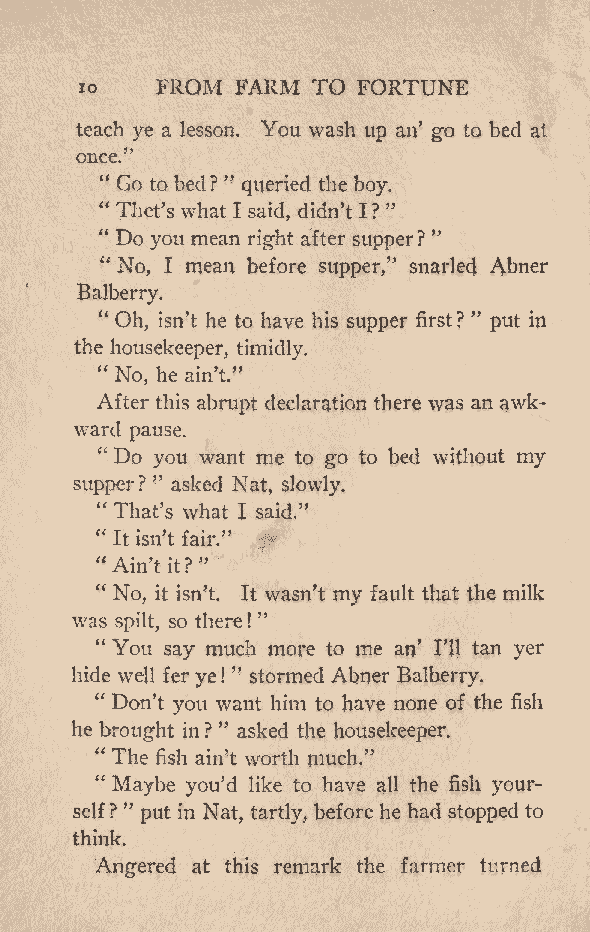 10 FROM FARM TO FORTUNE
teach ye a lesson. You wash up an' go to bed at
once."
"Go to bed?" queried the boy.
"Thet's what I said, didn't I?"
"Do you mean right after supper?"
"No, I mean before supper," snarled Abner
Balberry.
"Oh, isn't he to have his supper first?" put in
the housekeeper, timidly.
"No, he ain't."
After this abrupt declaration there was an awk-
ward pause.
"Do you want me to go to bed without my
supper?" asked Nat, slowly.
"That's what I said."
"It isn't fair."
"Ain't it?"
"No, it isn't. It wasn't my fault that the milk
was spilt, so there!"
"You say much more to me an' I'll tan yer
hide well fer ye!" stormed Abner Balberry.
"Don't you want him to have none of the fish
he brought in?" asked the housekeeper.
"The fish ain't worth much."
"Maybe you'd like to have all the fish your-
self?" put in Nat, tartly, before he had stopped to
think.
Angered at this remark the farmer turned